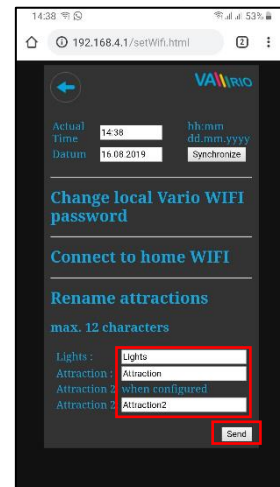 14:38 53%
192.168.4.1/setWifi.html 2
VARIO
Actual Time 14:38 hh:mm dd.mm.yyyy
Datum 16.08.2019 Synchronize
Change local Vario WIFI
password
Connect to home WIFI
Rename attractions
max. 12 characters
Lights : Lights
Attraction : Attraction
Attraction 2 when configured
Attraction 2 Attraction2
Send